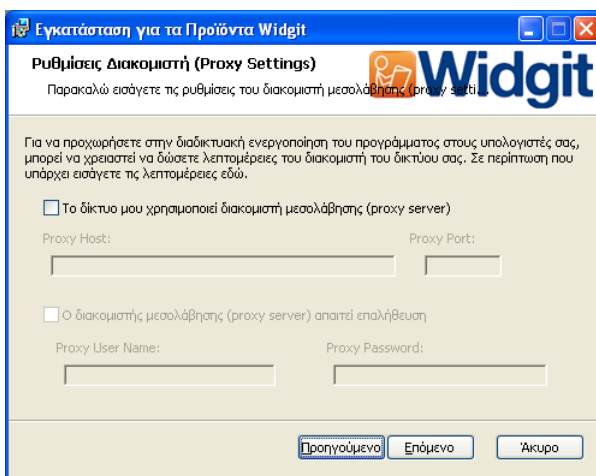 Εγκατάσταση για τα Προϊόντα Widgit
Ρυθμίσεις Διακομιστή (Proxy Settings)
Widgit
Παρακαλώ εισάγετε τις ρυθμίσεις του διακομιστή μεσολάβησης (proxy setti...
Για να προχωρήσετε στην διαδικτυακή ενεργοποίηση του προγράμματος στους υπολογιστές σας,
μπορεί να χρειαστεί να δώσετε λεπτομέρειες του διακομιστή του δικτύου σας. Σε περίπτωση που
υπάρχει εισάγετε τις λεπτομέρειες εδώ.
Το δίκτυο μου χρησιμοποιεί διακομιστή μεσολάβησης (proxy server)
Proxy Host: Proxy Port:
Ο διακομιστής μεσολάβησης (proxy server) απαιτεί επαλήθευση
Proxy User Name: Proxy Password:
Προηγούμενο Επόμενο Άκυρο